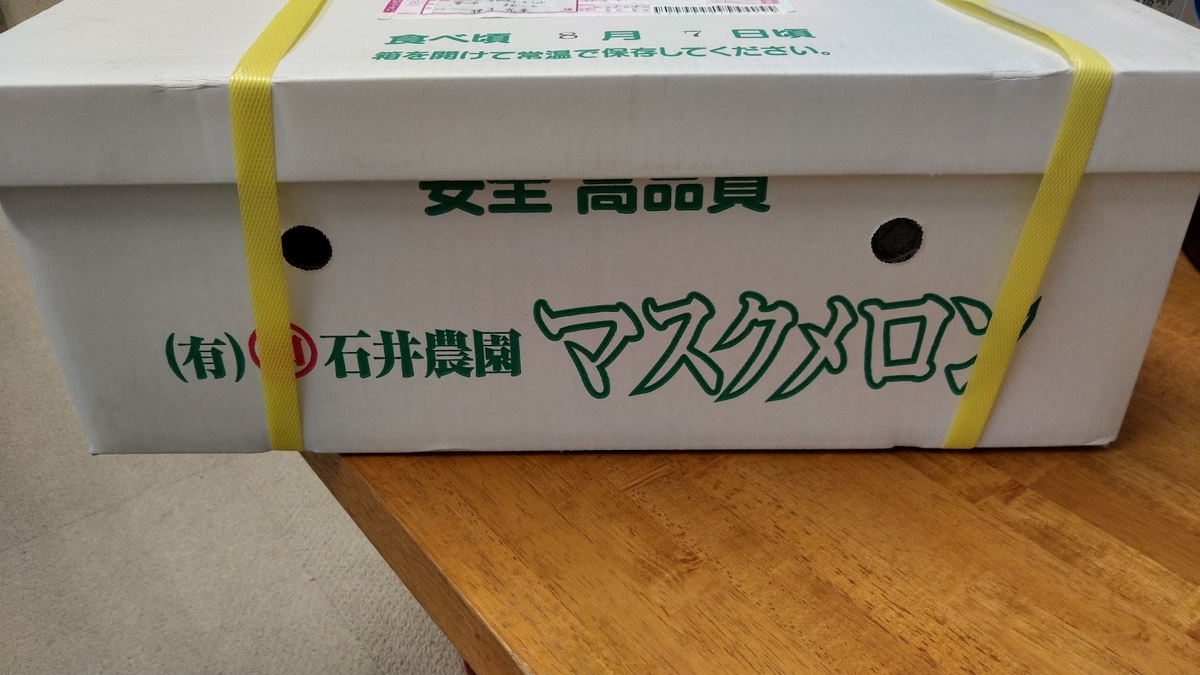 食べ頃 8 月 7 日頃
箱を開けて常温で保存してください。
安全 高品質
(有) 石井農園 マスクメロン